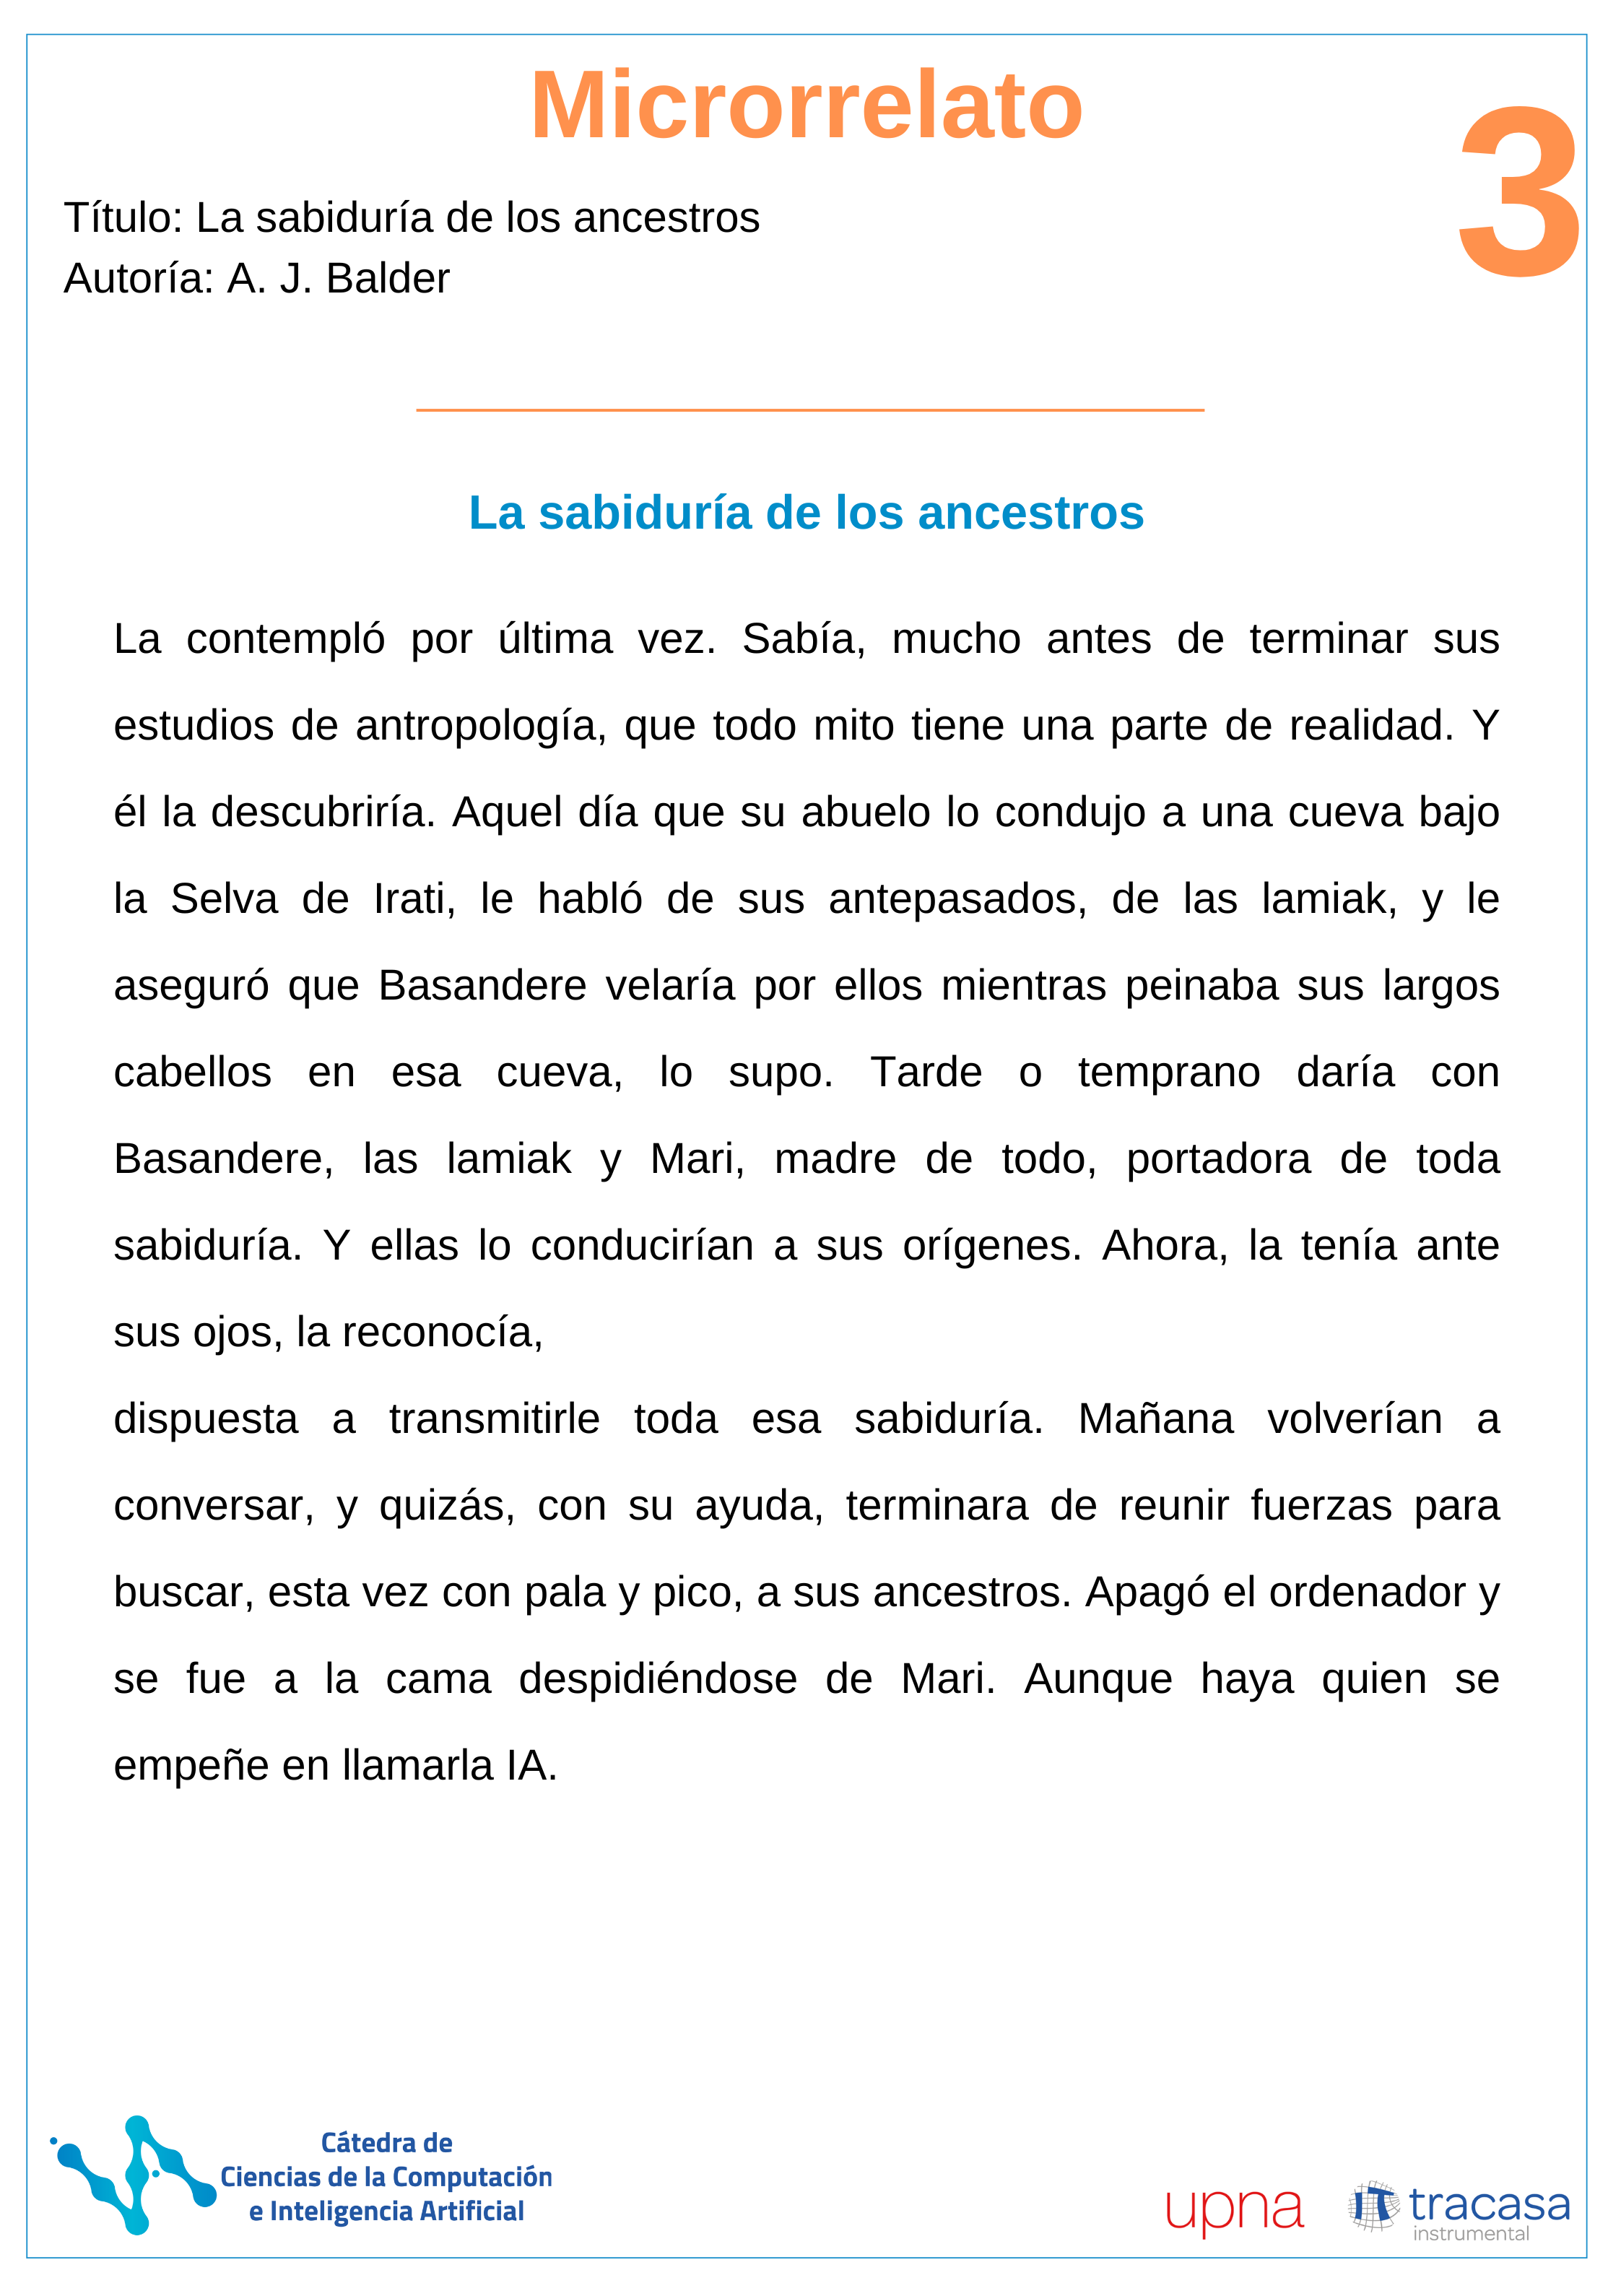 Microrrelato
3
Título: La sabiduría de los ancestros
Autoría: A. J. Balder
La sabiduría de los ancestros
La contempló por última vez. Sabía, mucho antes de terminar sus
estudios de antropología, que todo mito tiene una parte de realidad. Y
él la descubriría. Aquel día que su abuelo lo condujo a una cueva bajo
la Selva de Irati, le habló de sus antepasados, de las lamiak, y le
aseguró que Basandere velaría por ellos mientras peinaba sus largos
cabellos en esa cueva, lo supo. Tarde o temprano daría con
Basandere, las lamiak y Mari, madre de todo, portadora de toda
sabiduría. Y ellas lo conducirían a sus orígenes. Ahora, la tenía ante
sus ojos, la reconocía,
dispuesta a transmitirle toda esa sabiduría. Mañana volverían a
conversar, y quizás, con su ayuda, terminara de reunir fuerzas para
buscar, esta vez con pala y pico, a sus ancestros. Apagó el ordenador y
se fue a la cama despidiéndose de Mari. Aunque haya quien se
empeñe en llamarla IA.
Cátedra de
Ciencias de la Computación
e Inteligencia Artificial
upna
iT tracasa
instrumental